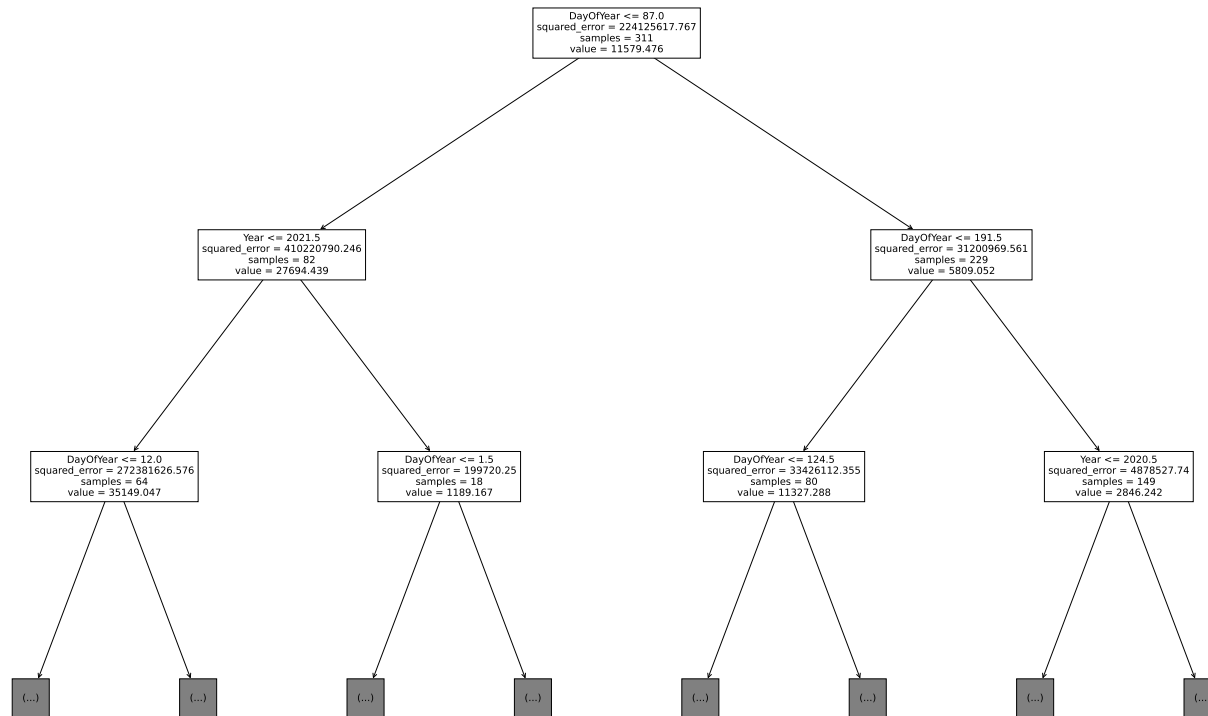 DayOfYear <= 87.0
squared_error = 224125617.767
samples = 311
value = 11579.476
Year <= 2021.5
squared_error = 410220790.246
samples = 82
value = 27694.439
DayOfYear <= 191.5
squared_error = 31200969.561
samples = 229
value = 5809.052
DayOfYear <= 12.0
squared_error = 272381626.576
samples = 64
value = 35149.047
DayOfYear <= 1.5
squared_error = 199720.25
samples = 18
value = 1189.167
DayOfYear <= 124.5
squared_error = 33426112.355
samples = 80
value = 11327.288
Year <= 2020.5
squared_error = 4878527.74
samples = 149
value = 2846.242
(...)
(...)
(...)
(...)
(...)
(...)
(...)
(...